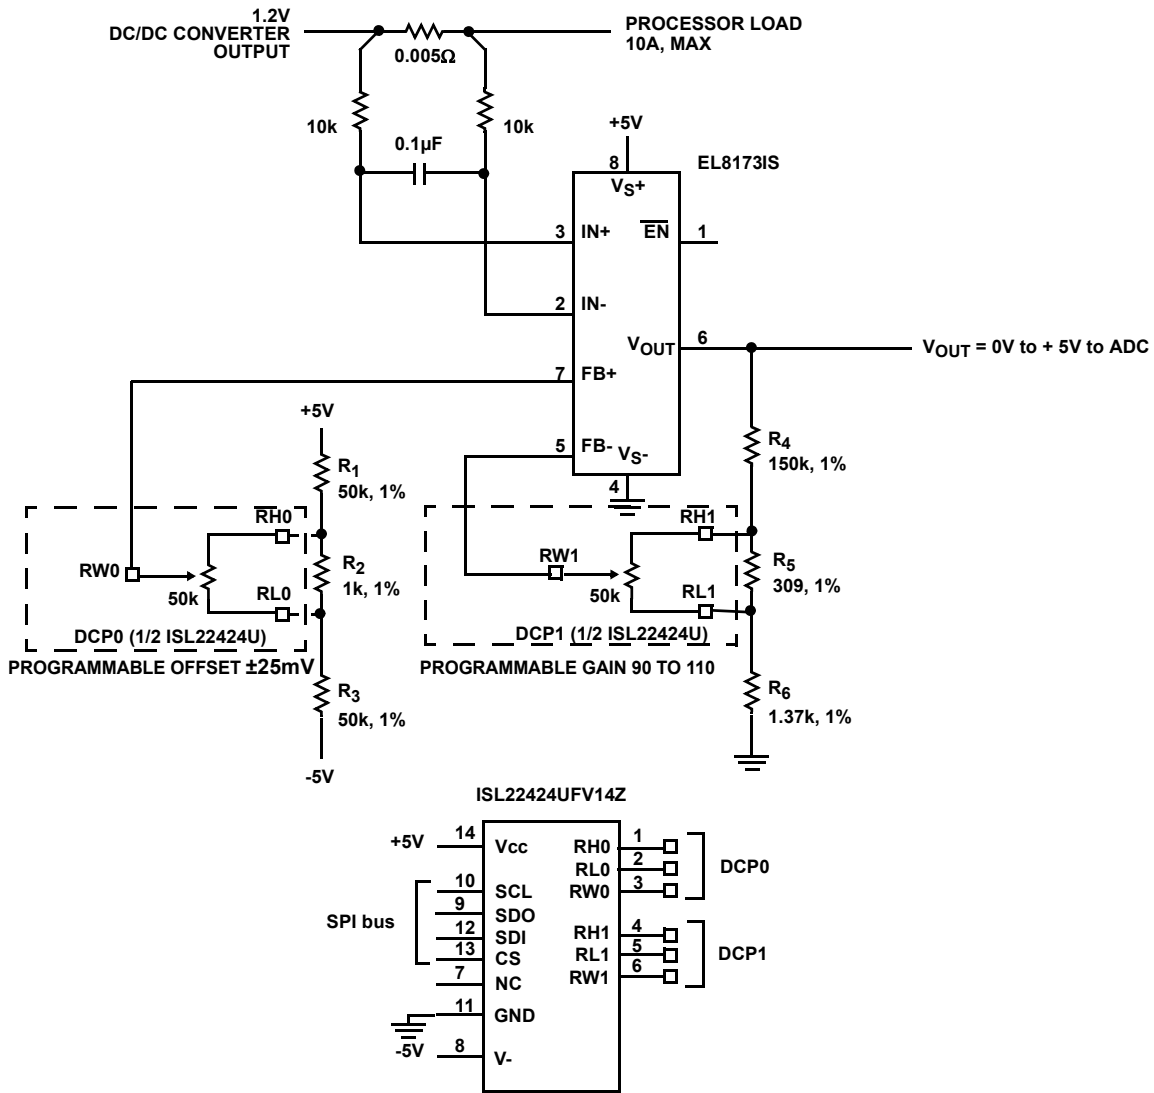 1.2V
DC/DC CONVERTER
OUTPUT
0.005Ω
PROCESSOR LOAD
10A, MAX
10k
10k
0.1µF
+5V
8
VS+
EL8173IS
3
IN+
EN
1
2
IN-
VOUT
6
VOUT = 0V to + 5V to ADC
7
FB+
+5V
5
FB-
VS-
4
R4
150k, 1%
R1
50k, 1%
RH0
RH1
RW0
50k
R2
1k, 1%
RL0
RW1
50k
R5
309, 1%
RL1
DCP0 (1/2 ISL22424U)
DCP1 (1/2 ISL22424U)
PROGRAMMABLE OFFSET ±25mV
PROGRAMMABLE GAIN 90 TO 110
R3
50k, 1%
R6
1.37k, 1%
-5V
ISL22424UFV14Z
+5V
14
Vcc
RH0
1
RL0
2
RW0
3
DCP0
SPI bus
10
SCL
9
SDO
12
SDI
13
CS
RH1
4
RL1
5
RW1
6
DCP1
7
NC
11
GND
-5V
8
V-